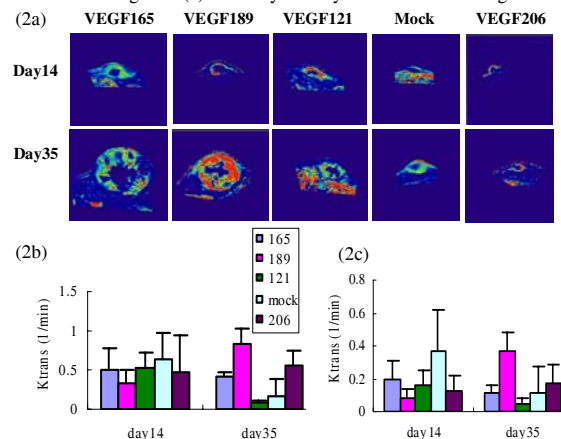 (2a)
VEGF165 VEGF189 VEGF121 Mock VEGF206
Day14
Day35
(2b)
165
189
121
mock
206
(2c)
Ktrans (1/min)
1.5
1
0.5
0
day14 day35
Ktrans (1/min)
0.8
0.6
0.4
0.2
0
day14 day35